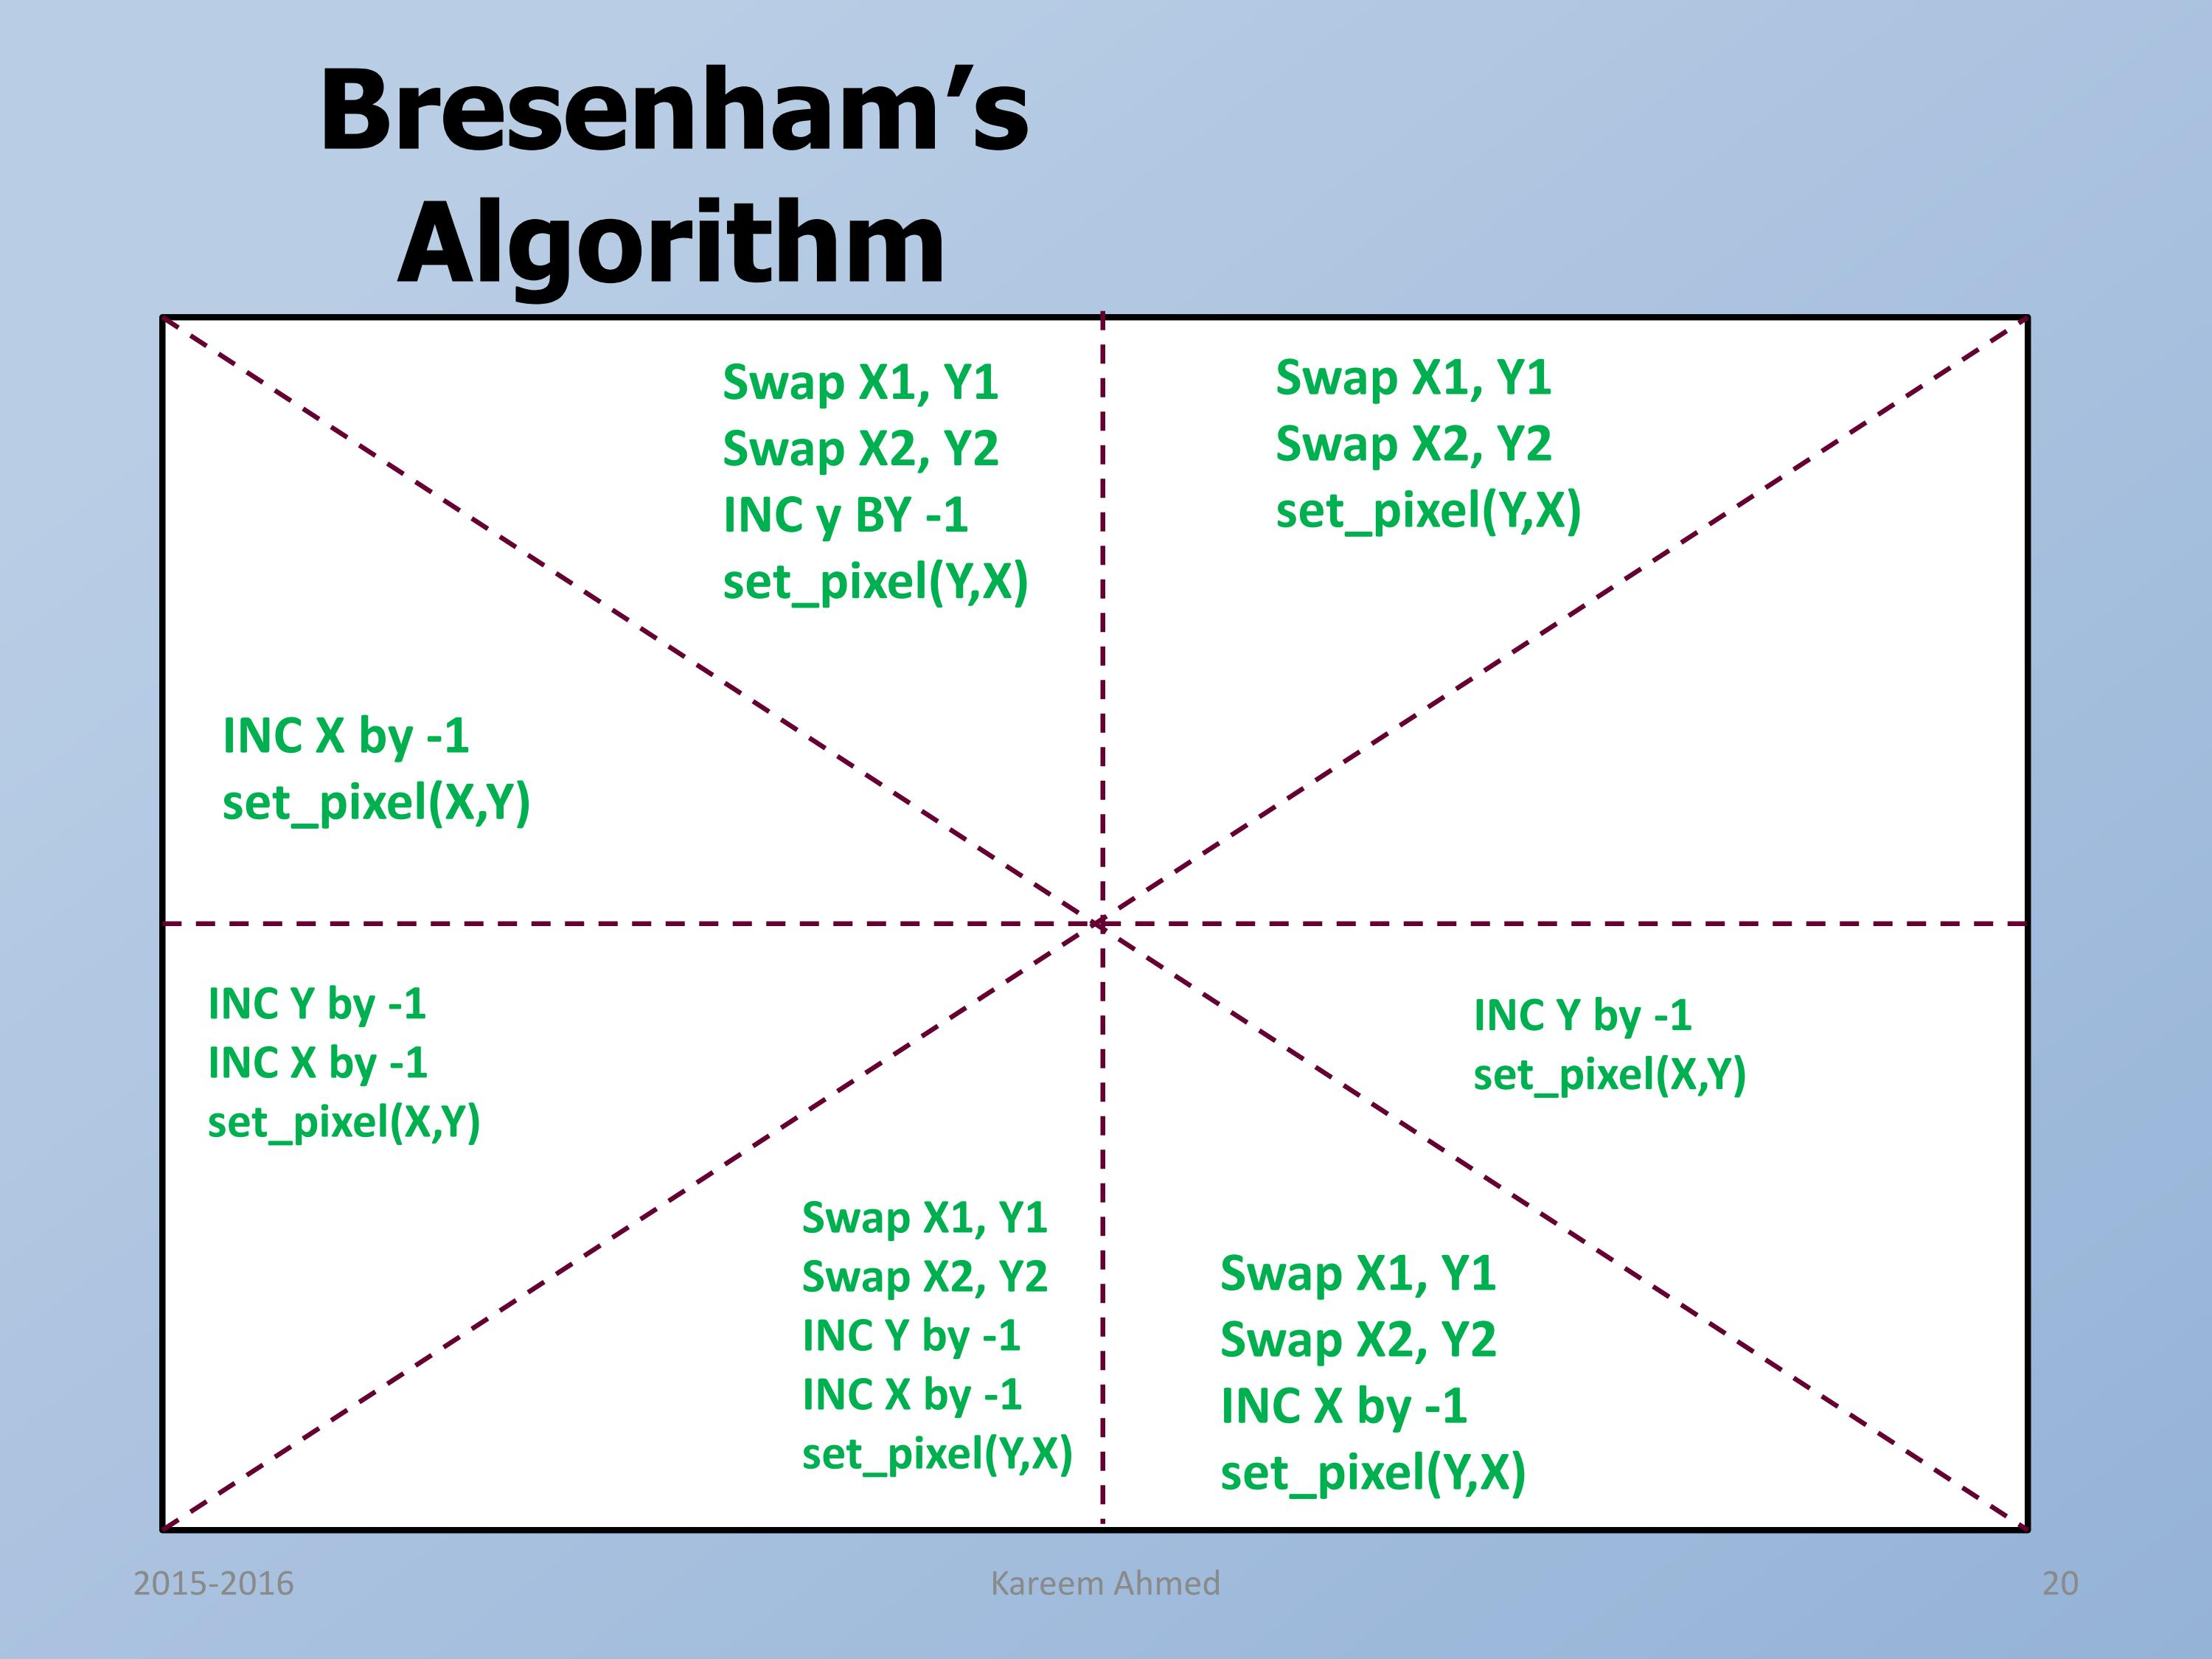 Bresenham’s
Algorithm
Swap X1, Y1
Swap X2, Y2
INC y BY -1
set_pixel(Y,X)
Swap X1, Y1
Swap X2, Y2
set_pixel(Y,X)
INC X by -1
set_pixel(X,Y)
INC Y by -1
INC X by -1
set_pixel(X,Y)
INC Y by -1
set_pixel(X,Y)
Swap X1, Y1
Swap X2, Y2
INC Y by -1
INC X by -1
set_pixel(Y,X)
Swap X1, Y1
Swap X2, Y2
INC X by -1
set_pixel(Y,X)
2015-2016
Kareem Ahmed
20